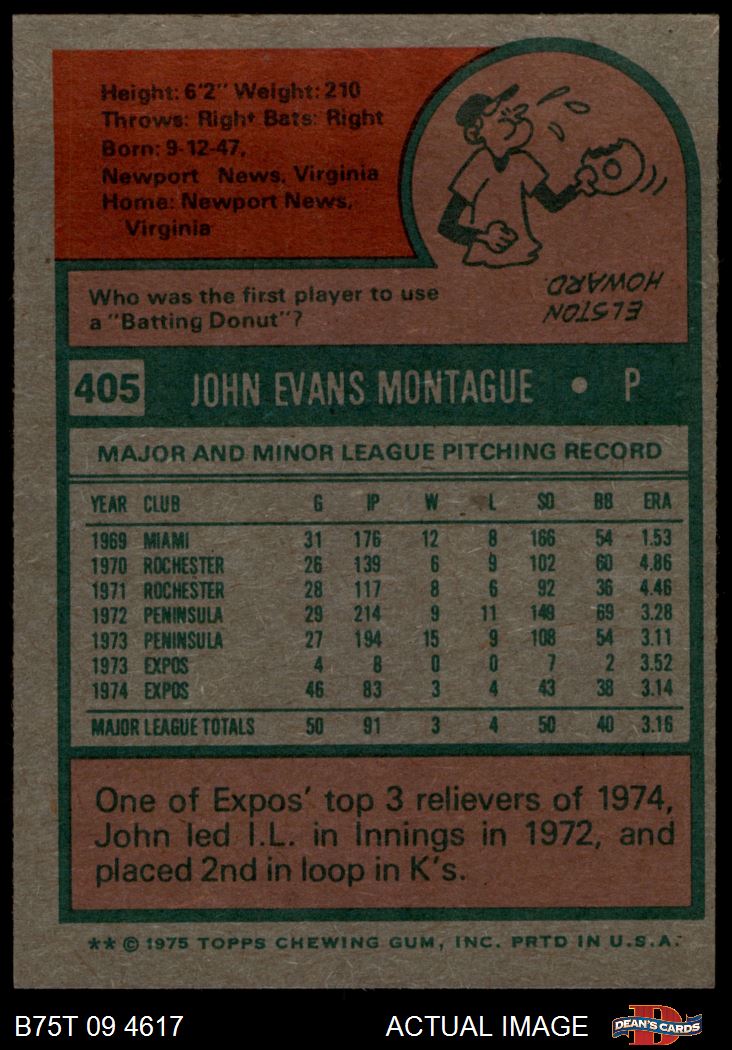 Height: 6'2" Weight: 210
Throws: Right Bats: Right
Born: 9-12-47,
Newport News, Virginia
Home: Newport News,
Virginia
Who was the first player to use
a "Batting Donut"?
ELSTON
HOWARD
405 JOHN EVANS MONTAGUE • P
MAJOR AND MINOR LEAGUE PITCHING RECORD
YEAR CLUB G IP W L SO BB ERA
1969 MIAMI 31 176 12 8 166 54 1.53
1970 ROCHESTER 26 139 6 9 102 60 4.86
1971 ROCHESTER 28 117 8 6 92 36 4.46
1972 PENINSULA 29 214 9 11 149 69 3.28
1973 PENINSULA 27 194 15 9 108 54 3.11
1973 EXPOS 4 8 0 0 7 2 3.52
1974 EXPOS 46 83 3 4 43 38 3.14
MAJOR LEAGUE TOTALS 50 91 3 4 50 40 3.16
One of Expos' top 3 relievers of 1974,
John led I.L. in Innings in 1972, and
placed 2nd in loop in K's.
** © 1975 TOPPS CHEWING GUM, INC. PRTD IN U.S.A.
B75T 09 4617 ACTUAL IMAGE D DEAN'S CARDS